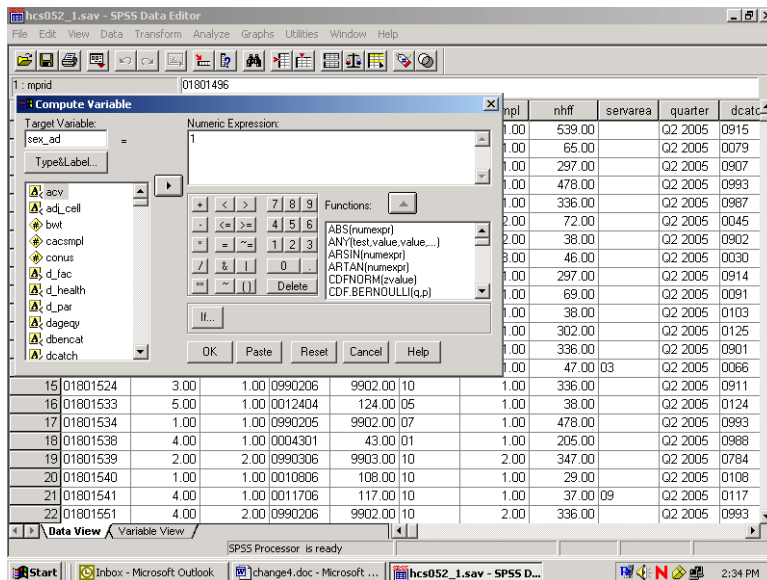 hcs052_1.sav - SPSS Data Editor
File Edit View Data Transform Analyze Graphs Utilities Window Help
1 : mprid 01801496
Compute Variable
Target Variable: Numeric Expression:
sex_ad = 1
Type&Label...
acv
adj_cell
bwt
cacsmpl
conus
d_fac
d_health
d_par
dageqy
dbencat
dcatch
+ < > 7 8 9 Functions:
- <= >= 4 5 6
* = ~= 1 2 3
/ & | 0 .
** ~ () Delete
ABS(numexpr)
ANY(test,value,value,...)
ARSIN(numexpr)
ARTAN(numexpr)
CDFNORM(zvalue)
CDF.BERNOULLI(q,p)
If...
OK Paste Reset Cancel Help
mpl nhff servarea quarter dcatc
1.00 539.00 Q2 2005 0915
1.00 65.00 Q2 2005 0079
1.00 297.00 Q2 2005 0907
1.00 478.00 Q2 2005 0993
1.00 336.00 Q2 2005 0987
2.00 72.00 Q2 2005 0045
2.00 38.00 Q2 2005 0902
3.00 46.00 Q2 2005 0030
1.00 297.00 Q2 2005 0914
1.00 69.00 Q2 2005 0091
1.00 38.00 Q2 2005 0103
1.00 302.00 Q2 2005 0125
1.00 336.00 Q2 2005 0901
1.00 47.00 03 Q2 2005 0066
15 01801524 3.00 1.00 0990206 9902.00 10 1.00 336.00 Q2 2005 0911
16 01801533 5.00 1.00 0012404 124.00 05 1.00 38.00 Q2 2005 0124
17 01801534 1.00 1.00 0990205 9902.00 07 1.00 478.00 Q2 2005 0993
18 01801538 4.00 1.00 0004301 43.00 01 1.00 205.00 Q2 2005 0988
19 01801539 2.00 2.00 0990306 9903.00 10 2.00 347.00 Q2 2005 0784
20 01801540 1.00 1.00 0010806 108.00 10 1.00 29.00 Q2 2005 0108
21 01801541 4.00 1.00 0011706 117.00 10 1.00 37.00 09 Q2 2005 0117
22 01801551 4.00 2.00 0990206 9902.00 10 2.00 336.00 Q2 2005 0993
Data View Variable View
SPSS Processor is ready
Start Inbox - Microsoft Outlook change4.doc - Microsoft ... hcs052_1.sav - SPSS D... 2:34 PM